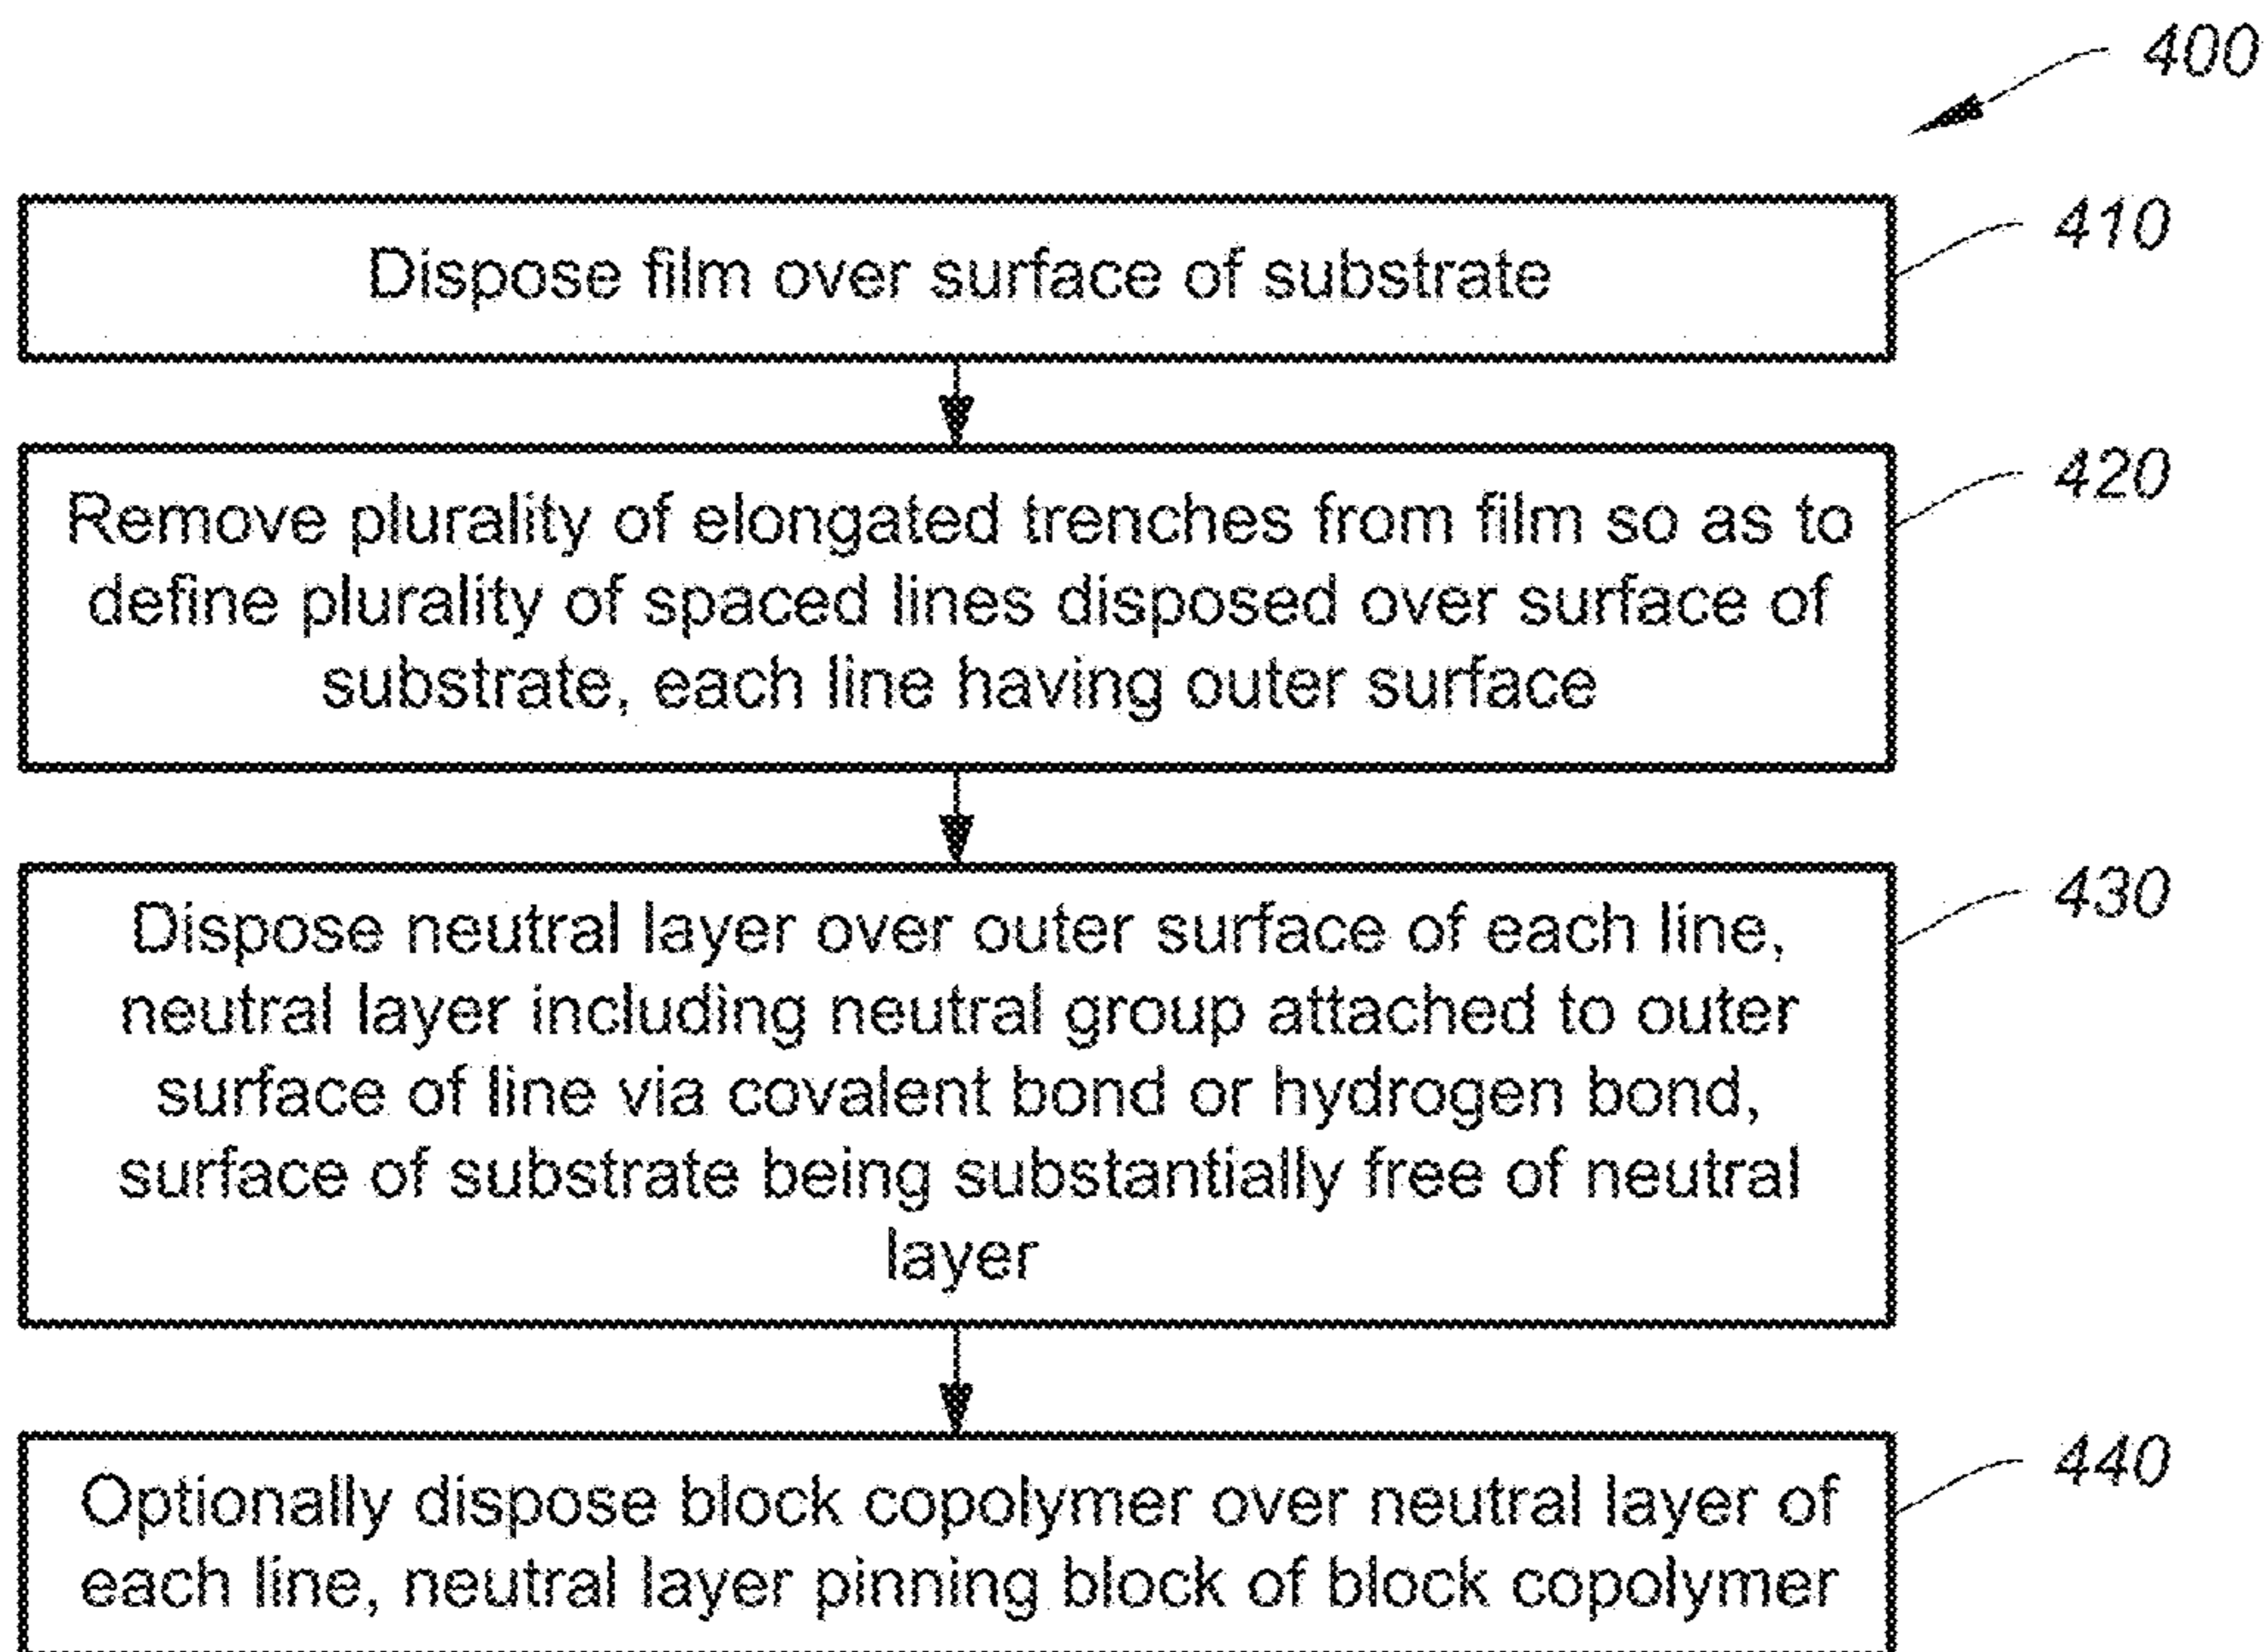 400
Dispose film over surface of substrate
410
Remove plurality of elongated trenches from film so as to
define plurality of spaced lines disposed over surface of
substrate, each line having outer surface
420
Dispose neutral layer over outer surface of each line,
neutral layer including neutral group attached to outer
surface of line via covalent bond or hydrogen bond,
surface of substrate being substantially free of neutral
layer
430
Optionally dispose block copolymer over neutral layer of
each line, neutral layer pinning block of block copolymer
440